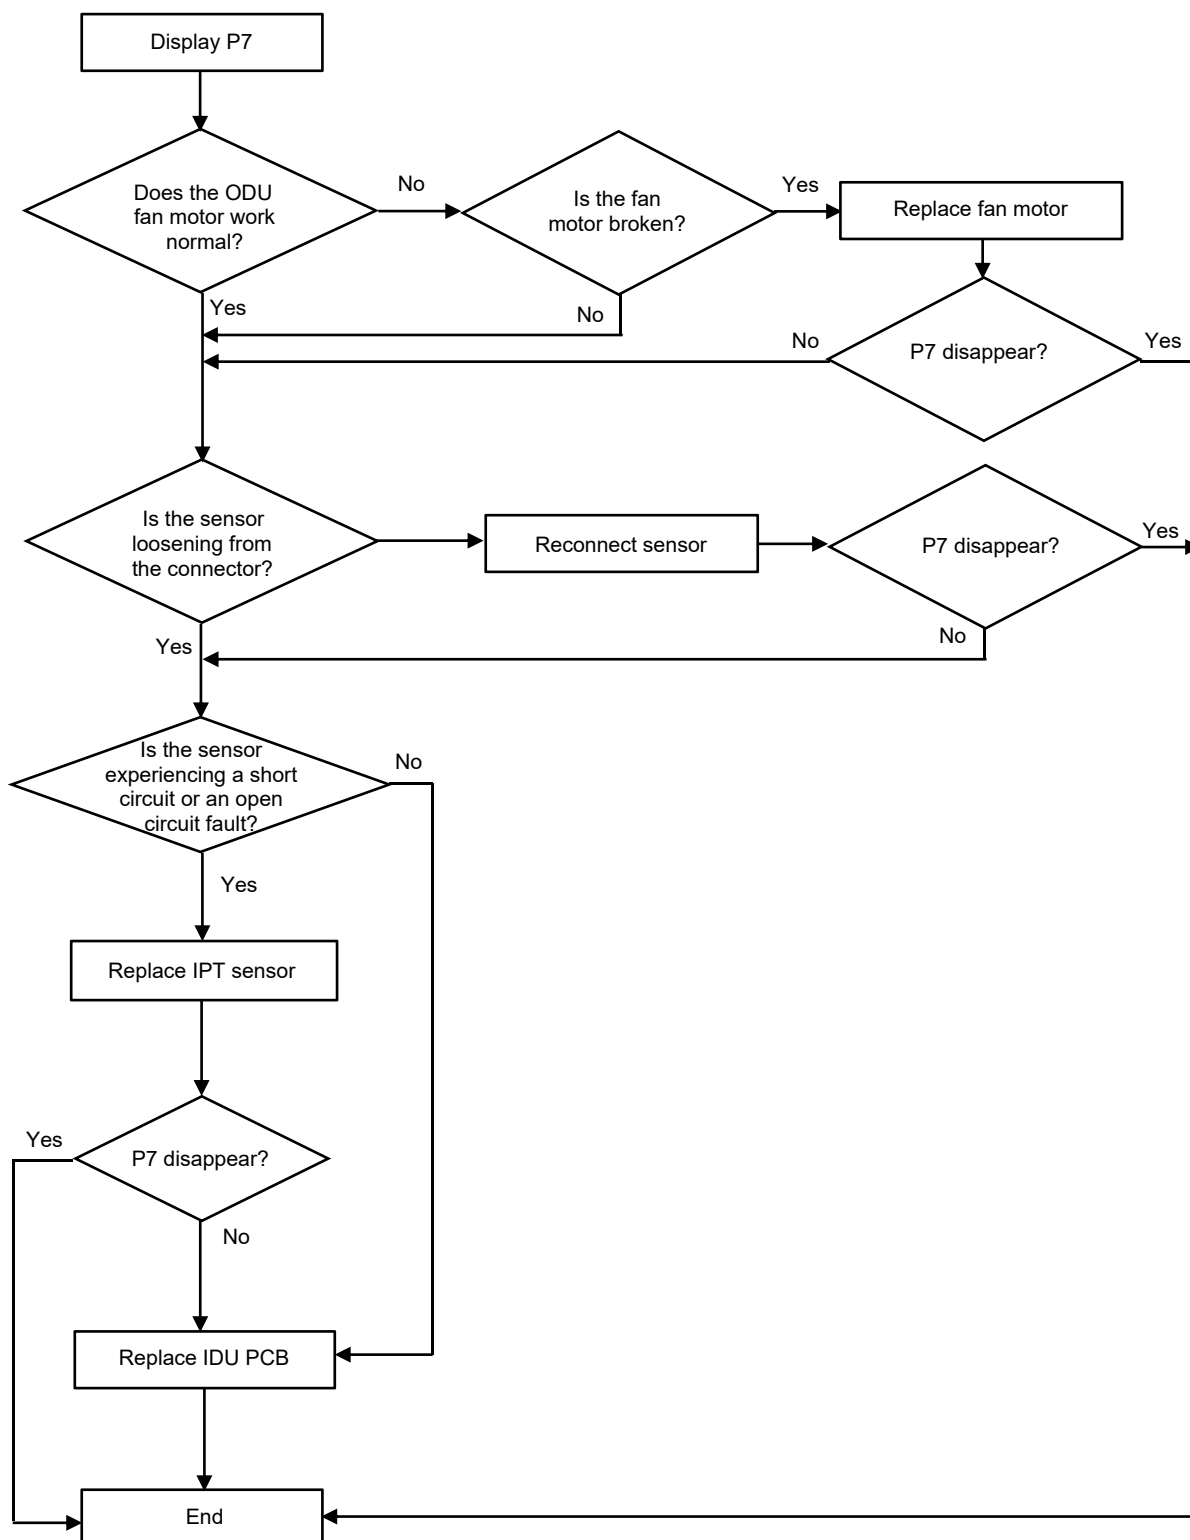 Display P7
Does the ODU
fan motor work
normal?
No
Is the fan
motor broken?
Yes
Replace fan motor
Yes
No
No
P7 disappear?
Yes
Is the sensor
loosening from
the connector?
Reconnect sensor
P7 disappear?
Yes
Yes
No
Is the sensor
experiencing a short
circuit or an open
circuit fault?
No
Yes
Replace IPT sensor
Yes
P7 disappear?
No
Replace IDU PCB
End